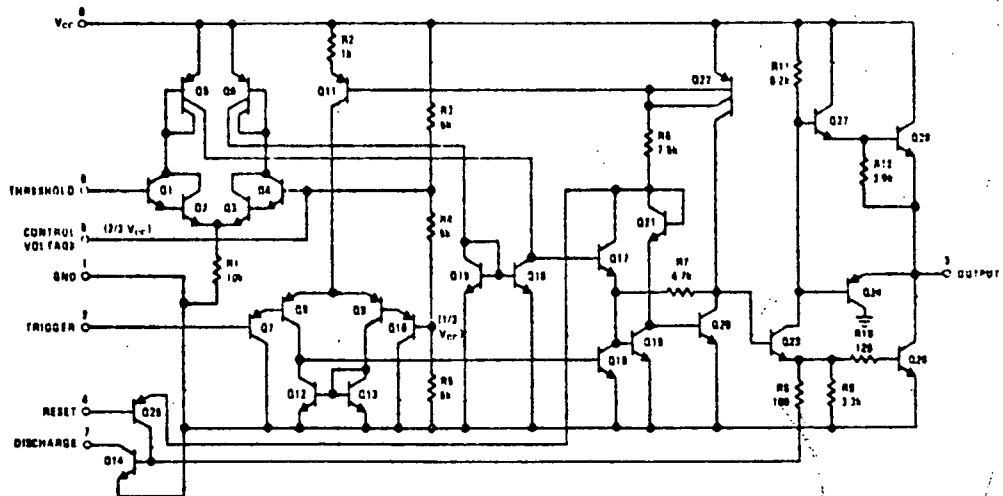 8
Vcc
R2
1k
R11
8.2k
Q5
Q6
Q11
Q22
Q27
Q28
R3
5k
R6
7.5k
R12
3.9k
THRESHOLD
6
Q1
Q4
Q2
Q3
Q21
CONTROL
VOLTAGE
5
(2/3 Vcc)
R4
5k
1
GND
R1
10k
Q19
Q16
Q17
R7
4.7k
3
OUTPUT
Q24
TRIGGER
2
Q7
Q8
Q9
Q10
(1/3
Vcc)
Q18
Q20
Q23
R10
120
Q26
R5
5k
R8
100
R9
3.3k
Q12
Q13
4
RESET
Q25
7
DISCHARGE
Q14